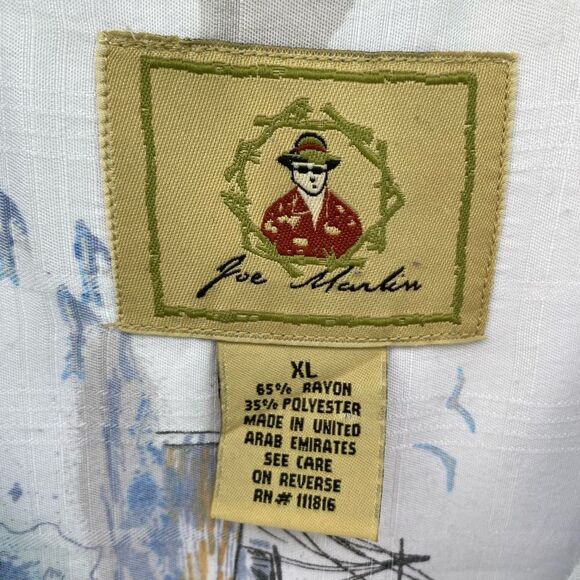 Joe Marlin
XL
65% RAYON
35% POLYESTER
MADE IN UNITED
ARAB EMIRATES
SEE CARE
ON REVERSE
RN# 111816